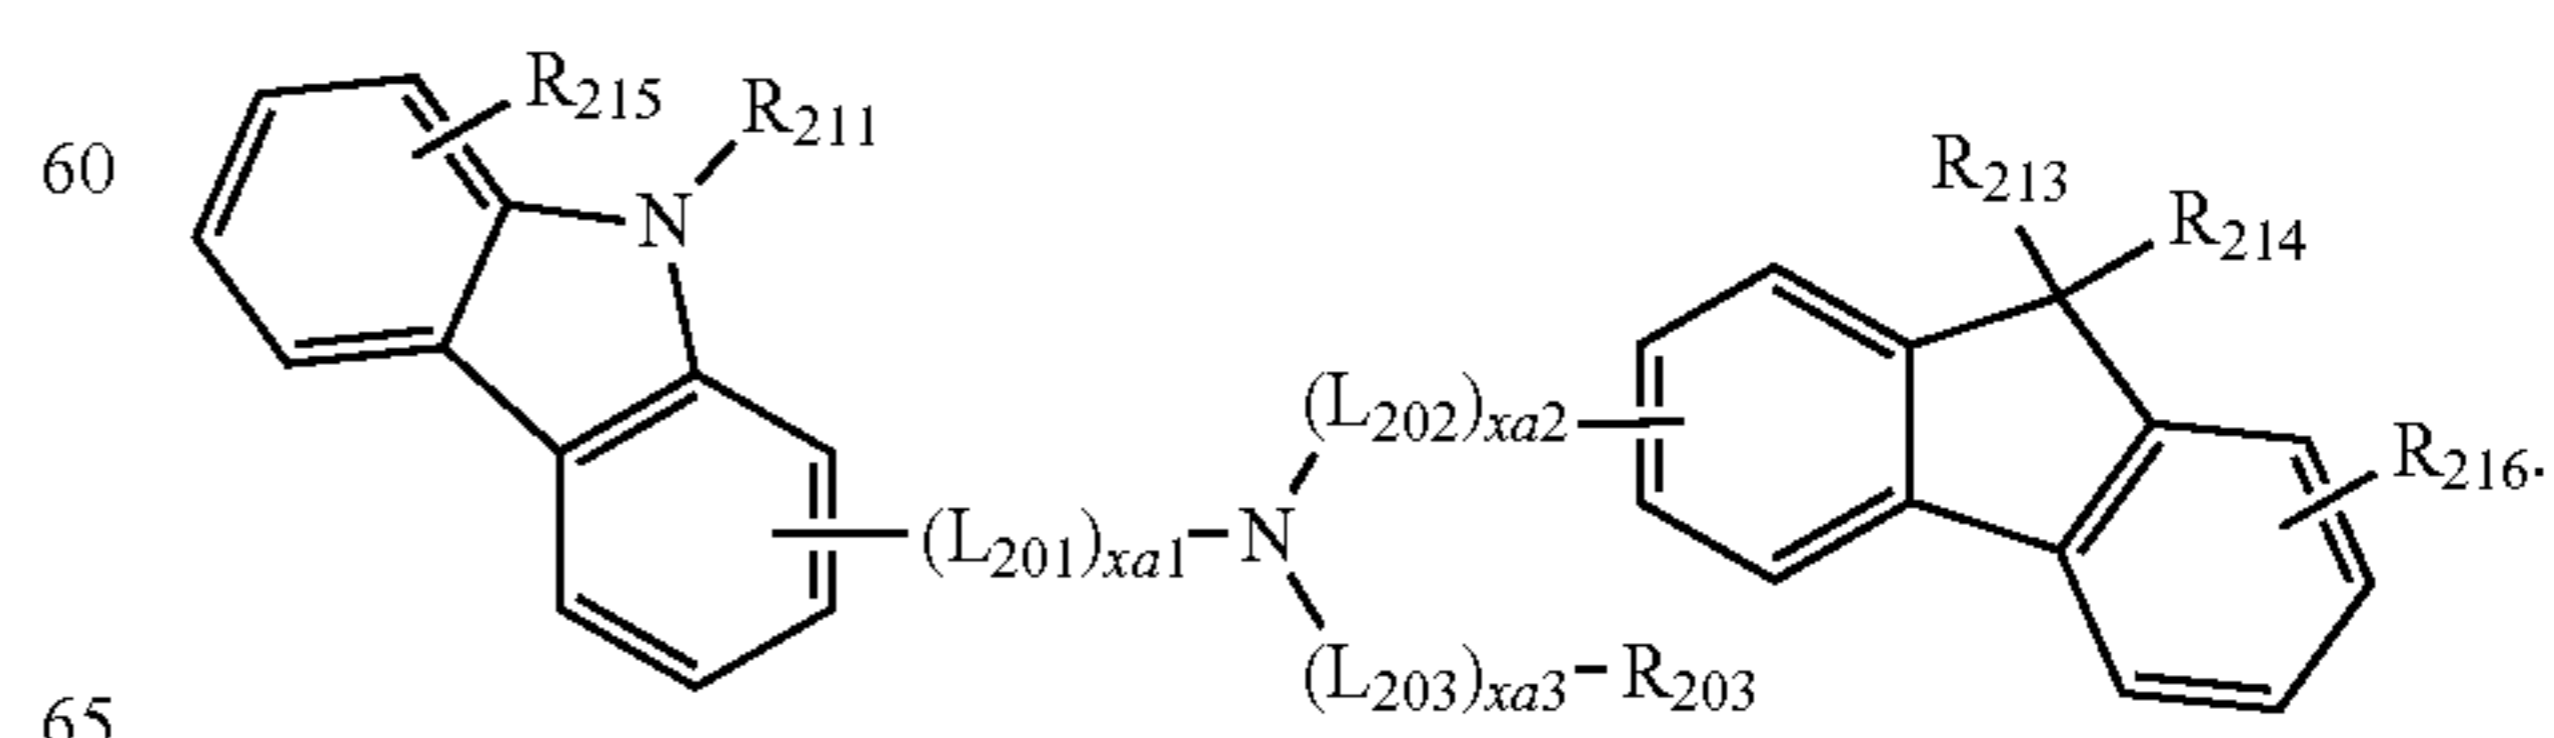 R215
R211
60
N
R213
R214
(L202)xa2
R216.
(L201)xa1 N
(L203)xa3 R203
65